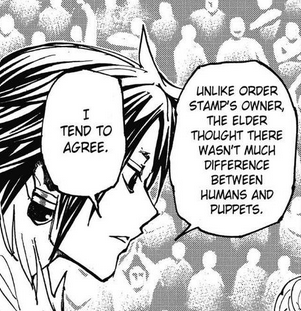 UNLIKE ORDER
STAMP'S OWNER,
THE ELDER
THOUGHT THERE
WASN'T MUCH
DIFFERENCE
BETWEEN
HUMANS AND
PUPPETS.
I
TEND TO
AGREE.